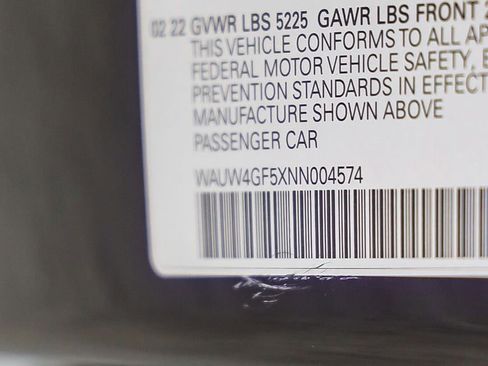 02 22 GVWR LBS 5225 GAWR LBS FRONT 2
THIS VEHICLE CONFORMS TO ALL AP
FEDERAL MOTOR VEHICLE SAFETY, 
PREVENTION STANDARDS IN EFFECT
MANUFACTURE SHOWN ABOVE
PASSENGER CAR
WAUW4GF5XNN004574